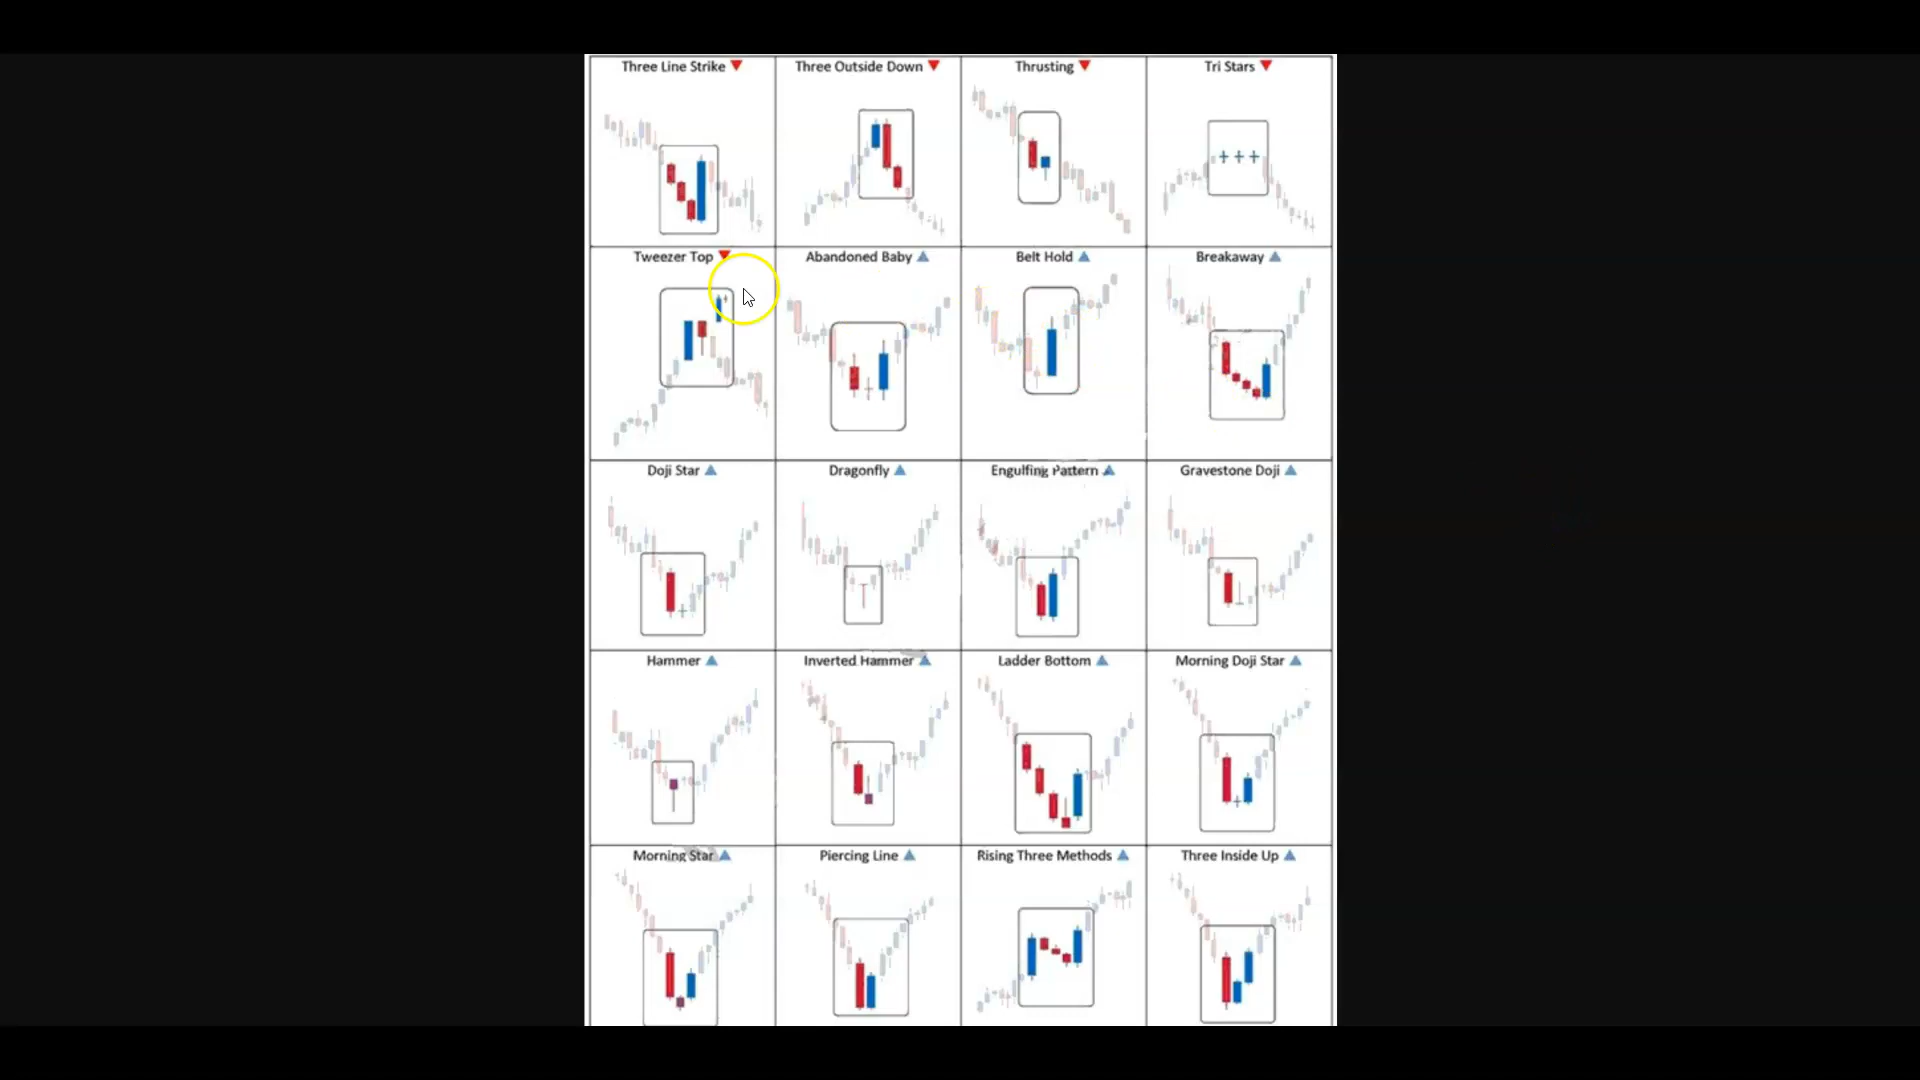 Three Line Strike
Three Outside Down
Thrusting
Tri Stars
Tweezer Top
Abandoned Baby
Belt Hold
Breakaway
Doji Star
Dragonfly
Engulfing Pattern
Gravestone Doji
Hammer
Inverted Hammer
Ladder Bottom
Morning Doji Star
Morning Star
Piercing Line
Rising Three Methods
Three Inside Up